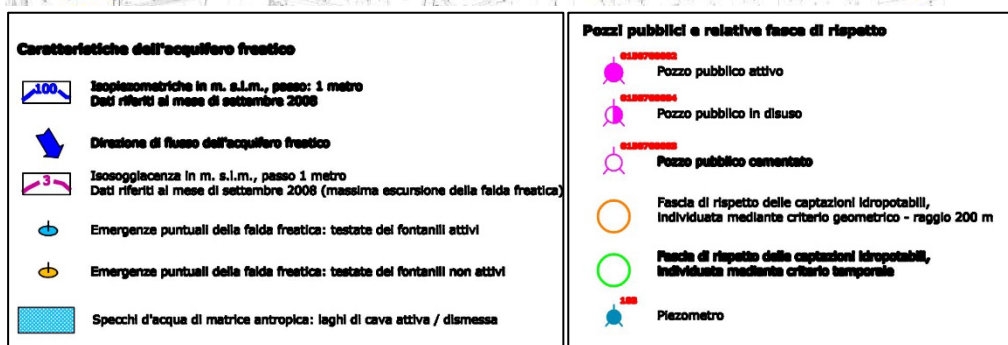 Caratteristiche dell'acquifero freatico
100
Isopiezometriche in m. s.l.m., passo: 1 metro
Dati riferiti al mese di settembre 2008
Direzione di flusso dell'acquifero freatico
3
Isosoggiacenza in m. s.l.m., passo 1 metro
Dati riferiti al mese di settembre 2008 (massima escursione della falda freatica)
Emergenze puntuali della falda freatica: testate dei fontanili attivi
Emergenze puntuali della falda freatica: testate dei fontanili non attivi
Specchi d'acqua di matrice antropica: laghi di cava attiva / dismessa
Pozzi pubblici e relative fasce di rispetto
Pozzo pubblico attivo
Pozzo pubblico in disuso
Pozzo pubblico cementato
Fascia di rispetto delle captazioni idropotabili,
individuata mediante criterio geometrico - raggio 200 m
Fascia di rispetto delle captazioni idropotabili,
individuata mediante criterio temporale
Piezometro